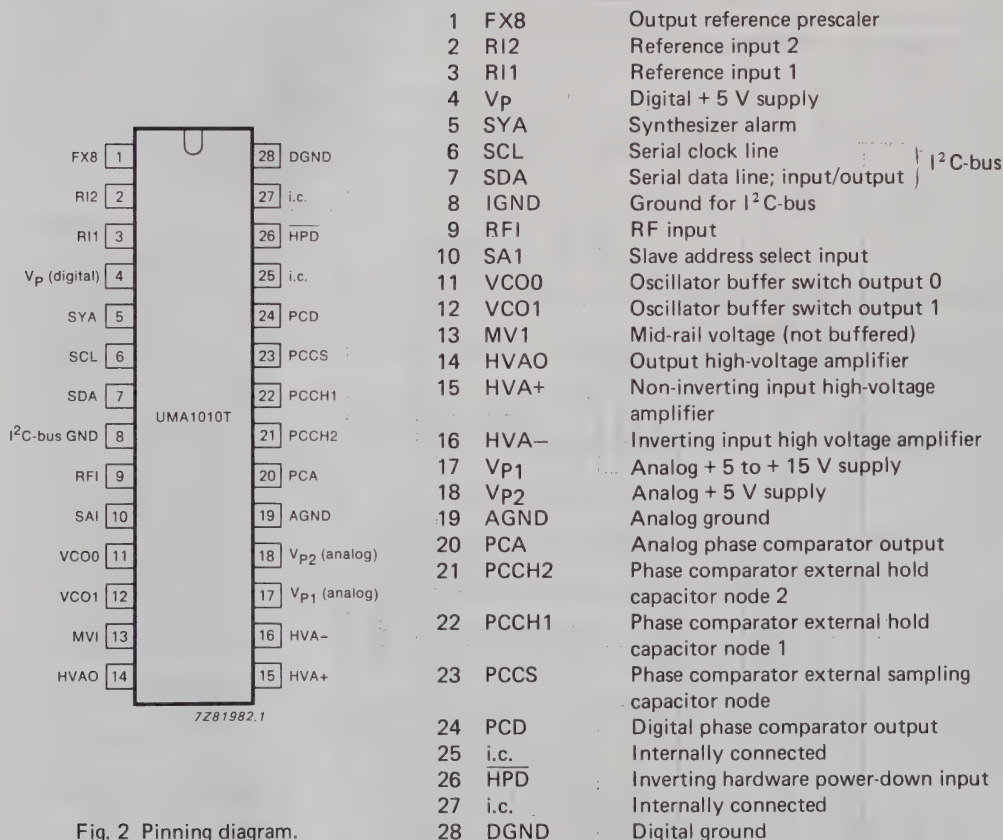 FX8 1
RI2 2
RI1 3
VP (digital) 4
SYA 5
SCL 6
SDA 7
I²C-bus GND 8
RFI 9
SAI 10
VCO0 11
VCO1 12
MVI 13
HVAO 14
UMA1010T
28 DGND
27 i.c.
26 HPD
25 i.c.
24 PCD
23 PCCS
22 PCCH1
21 PCCH2
20 PCA
19 AGND
18 VP2 (analog)
17 VP1 (analog)
16 HVA−
15 HVA+
7Z81982.1
Fig. 2 Pinning diagram.
1 FX8 Output reference prescaler
2 RI2 Reference input 2
3 RI1 Reference input 1
4 VP Digital + 5 V supply
5 SYA Synthesizer alarm
6 SCL Serial clock line
7 SDA Serial data line; input/output
I²C-bus
8 IGND Ground for I²C-bus
9 RFI RF input
10 SA1 Slave address select input
11 VCO0 Oscillator buffer switch output 0
12 VCO1 Oscillator buffer switch output 1
13 MV1 Mid-rail voltage (not buffered)
14 HVAO Output high-voltage amplifier
15 HVA+ Non-inverting input high-voltage
amplifier
16 HVA− Inverting input high voltage amplifier
17 VP1 Analog + 5 to + 15 V supply
18 VP2 Analog + 5 V supply
19 AGND Analog ground
20 PCA Analog phase comparator output
21 PCCH2 Phase comparator external hold
capacitor node 2
22 PCCH1 Phase comparator external hold
capacitor node 1
23 PCCS Phase comparator external sampling
capacitor node
24 PCD Digital phase comparator output
25 i.c. Internally connected
26 HPD Inverting hardware power-down input
27 i.c. Internally connected
28 DGND Digital ground